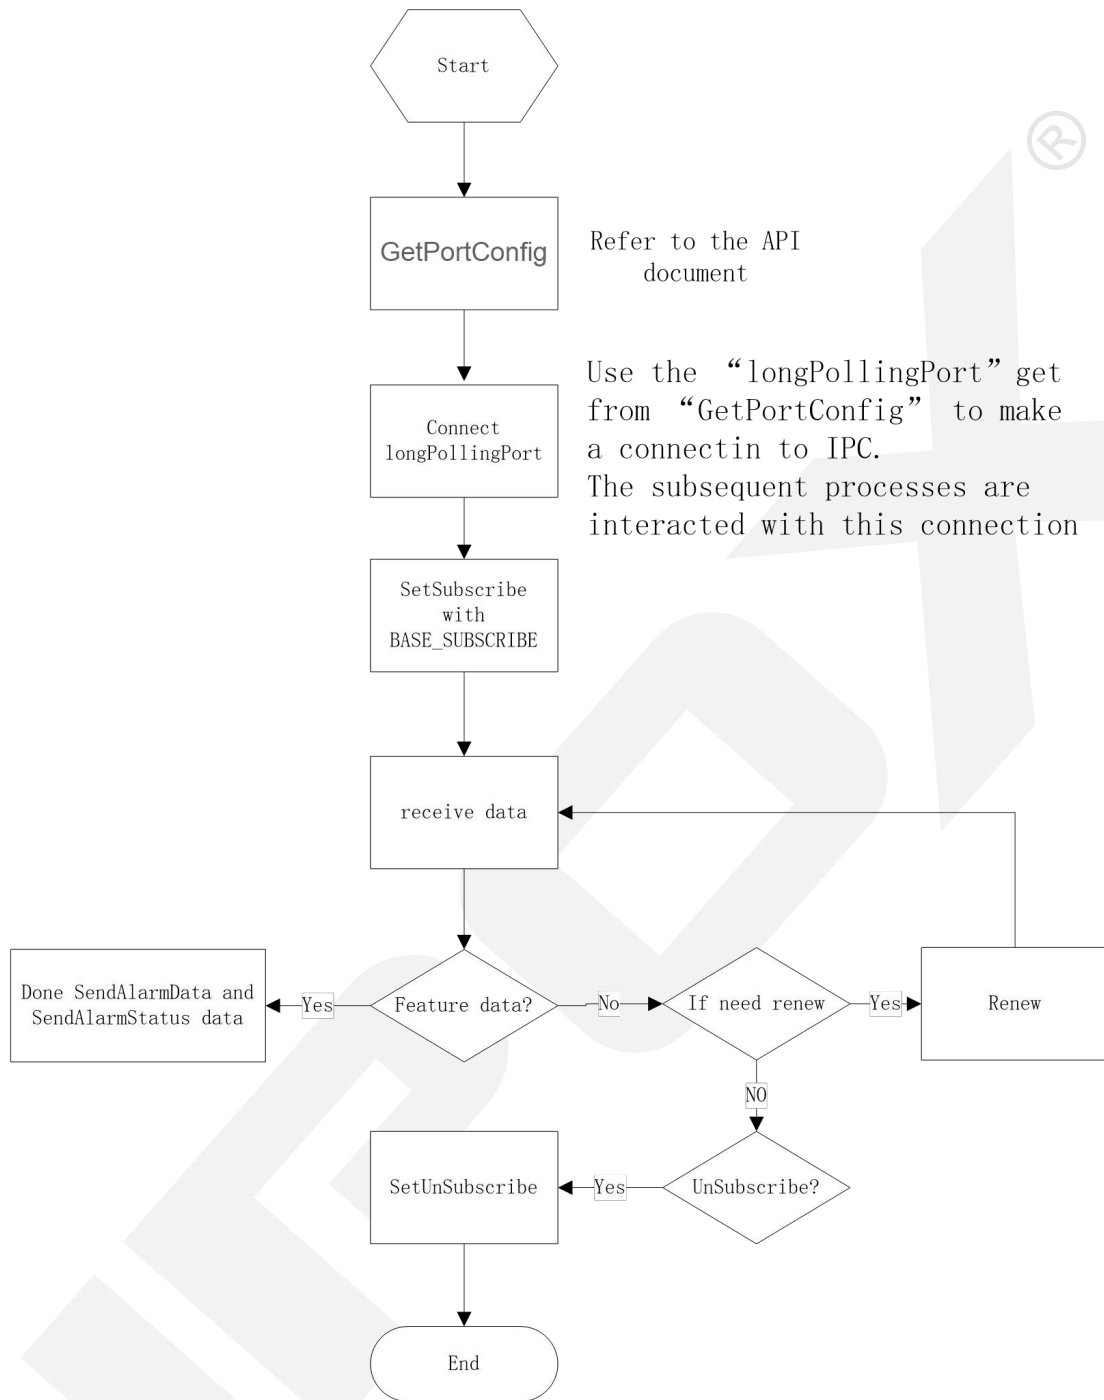 Start
GetPortConfig
Refer to the API
document
Connect
longPollingPort
Use the “longPollingPort” get
from “GetPortConfig” to make
a connectin to IPC.
The subsequent processes are
interacted with this connection
SetSubscribe
with
BASE_SUBSCRIBE
receive data
Done SendAlarmData and
SendAlarmStatus data
Yes
Feature data?
No
If need renew
Yes
Renew
NO
SetUnSubscribe
Yes
UnSubscribe?
End
®